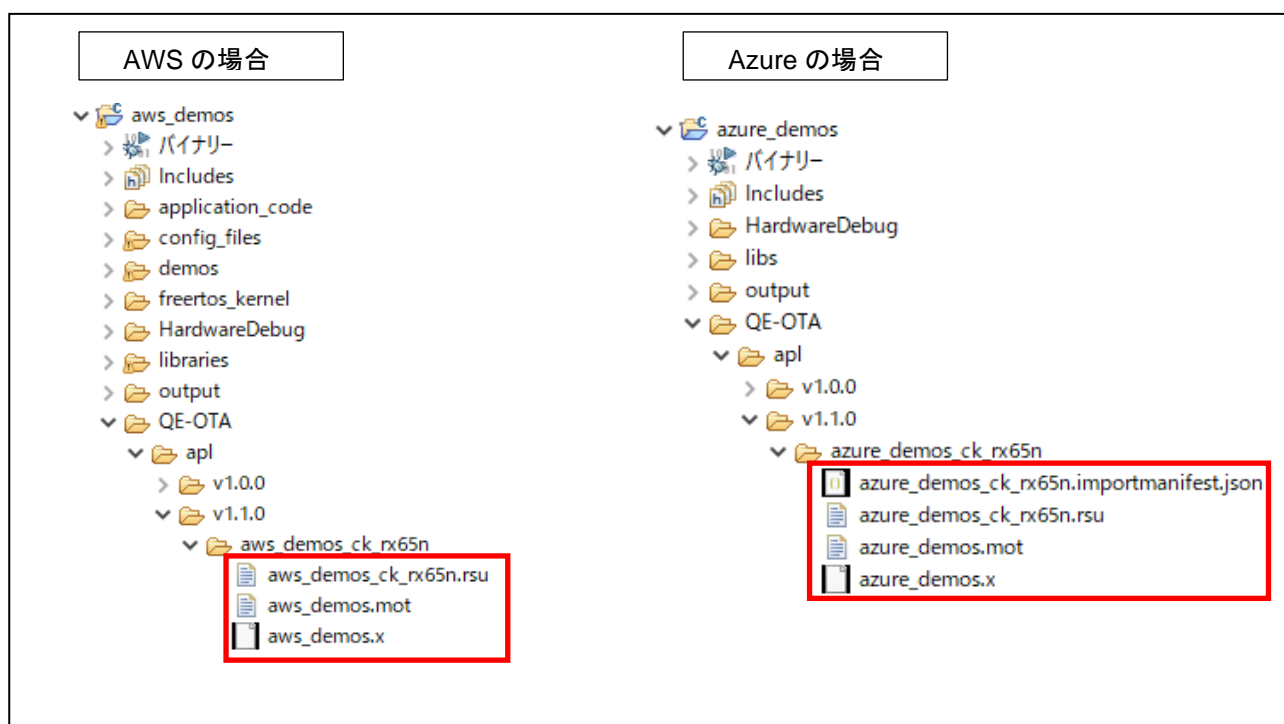 AWS の場合
aws_demos
バイナリー
Includes
application_code
config_files
demos
freertos_kernel
HardwareDebug
libraries
output
QE-OTA
apl
v1.0.0
v1.1.0
aws_demos_ck_rx65n
aws_demos_ck_rx65n.rsu
aws_demos.mot
aws_demos.x
Azure の場合
azure_demos
バイナリー
Includes
HardwareDebug
libs
output
QE-OTA
apl
v1.0.0
v1.1.0
azure_demos_ck_rx65n
azure_demos_ck_rx65n.importmanifest.json
azure_demos_ck_rx65n.rsu
azure_demos.mot
azure_demos.x